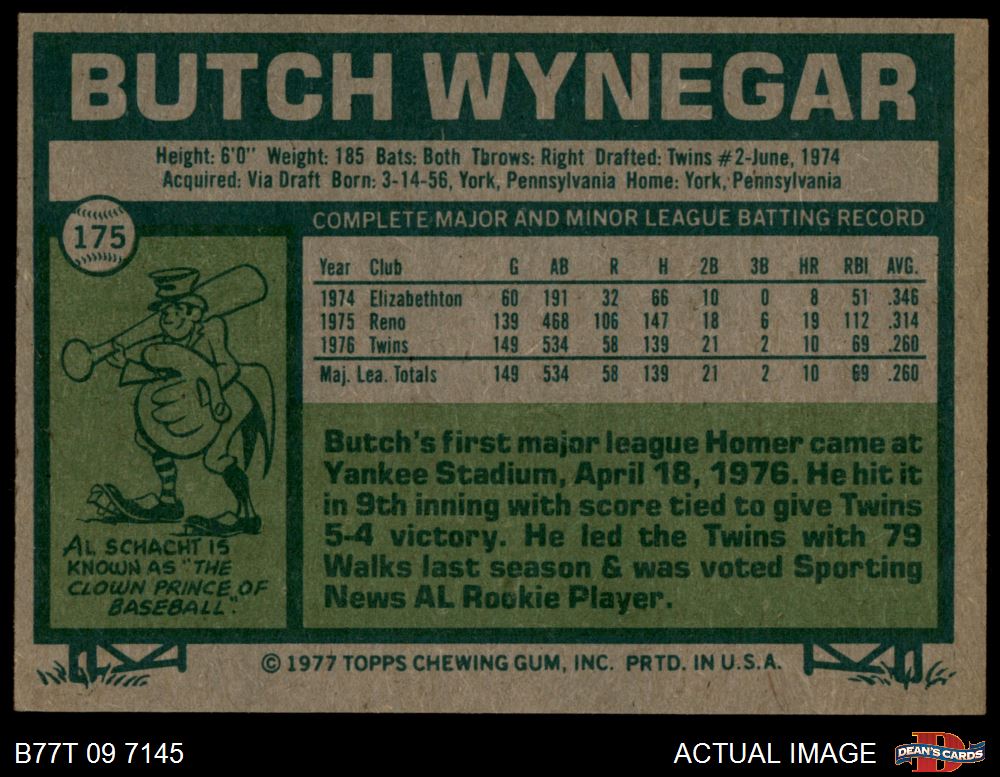 BUTCH WYNEGAR
Height: 6'0" Weight: 185 Bats: Both Throws: Right Drafted: Twins #2-June, 1974
Acquired: Via Draft Born: 3-14-56, York, Pennsylvania Home: York, Pennsylvania
175
COMPLETE MAJOR AND MINOR LEAGUE BATTING RECORD
Year Club G AB R H 2B 3B HR RBI AVG.
1974 Elizabethton 60 191 32 66 10 0 8 51 .346
1975 Reno 139 468 106 147 18 6 19 112 .314
1976 Twins 149 534 58 139 21 2 10 69 .260
Maj. Lea. Totals 149 534 58 139 21 2 10 69 .260
AL SCHACHT IS
KNOWN AS "THE
CLOWN PRINCE OF
BASEBALL".
Butch's first major league Homer came at
Yankee Stadium, April 18, 1976. He hit it
in 9th inning with score tied to give Twins
5-4 victory. He led the Twins with 79
Walks last season & was voted Sporting
News AL Rookie Player.
© 1977 TOPPS CHEWING GUM, INC. PRTD. IN U.S.A.
B77T 09 7145
ACTUAL IMAGE
D
DEAN'S CARDS